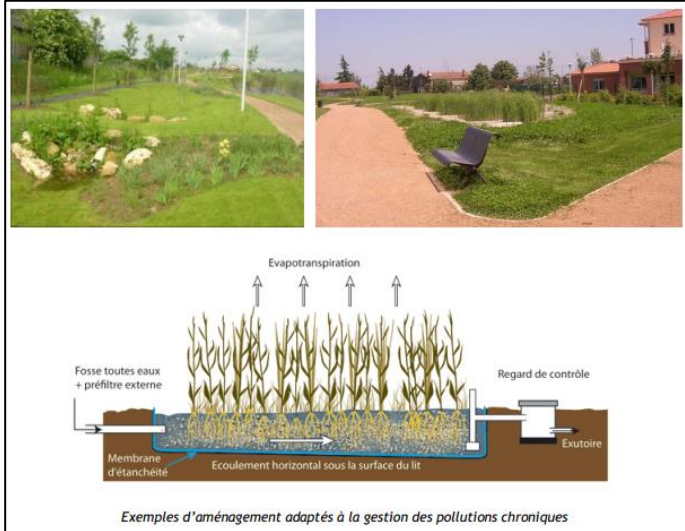 Evapotranspiration
Fosse toutes eaux
+ préfiltre externe
Regard de contrôle
Exutoire
Membrane
d'étanchéité
Ecoulement horizontal sous la surface du lit
Exemples d'aménagement adaptés à la gestion des pollutions chroniques